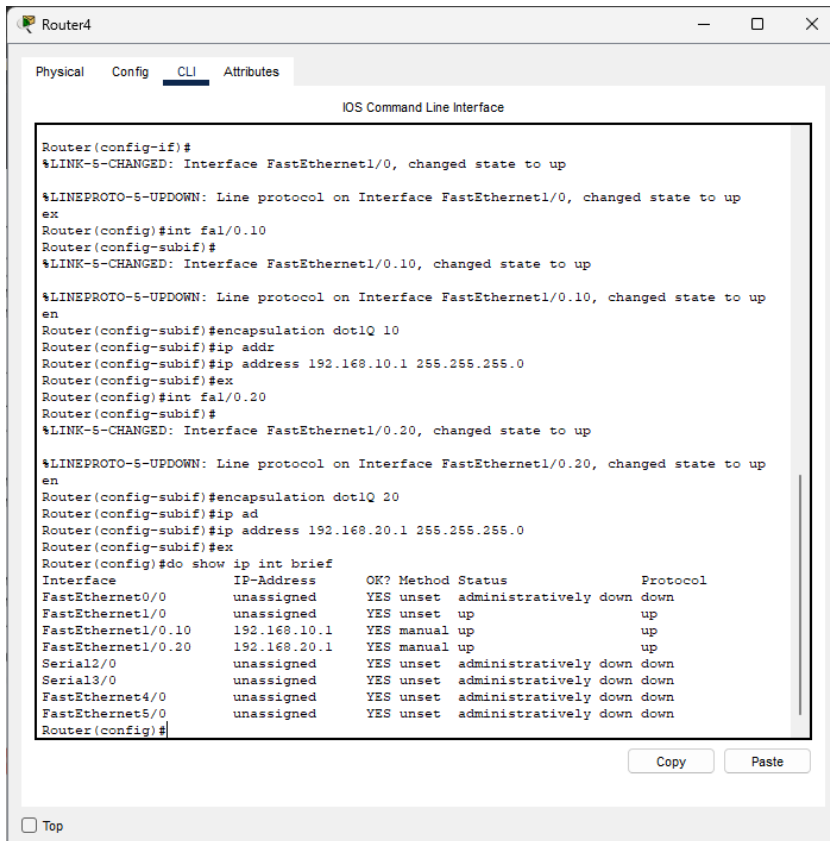 Router4
Physical Config CLI Attributes
IOS Command Line Interface
Router(config-if)#
%LINK-5-CHANGED: Interface FastEthernet1/0, changed state to up
%LINEPROTO-5-UPDOWN: Line protocol on Interface FastEthernet1/0, changed state to up
ex
Router(config)#int fa1/0.10
Router(config-subif)#
%LINK-5-CHANGED: Interface FastEthernet1/0.10, changed state to up
%LINEPROTO-5-UPDOWN: Line protocol on Interface FastEthernet1/0.10, changed state to up
en
Router(config-subif)#encapsulation dot1Q 10
Router(config-subif)#ip addr
Router(config-subif)#ip address 192.168.10.1 255.255.255.0
Router(config-subif)#ex
Router(config)#int fa1/0.20
Router(config-subif)#
%LINK-5-CHANGED: Interface FastEthernet1/0.20, changed state to up
%LINEPROTO-5-UPDOWN: Line protocol on Interface FastEthernet1/0.20, changed state to up
en
Router(config-subif)#encapsulation dot1Q 20
Router(config-subif)#ip ad
Router(config-subif)#ip address 192.168.20.1 255.255.255.0
Router(config-subif)#ex
Router(config)#do show ip int brief
Interface IP-Address OK? Method Status Protocol
FastEthernet0/0 unassigned YES unset administratively down down
FastEthernet1/0 unassigned YES unset up up
FastEthernet1/0.10 192.168.10.1 YES manual up up
FastEthernet1/0.20 192.168.20.1 YES manual up up
Serial2/0 unassigned YES unset administratively down down
Serial3/0 unassigned YES unset administratively down down
FastEthernet4/0 unassigned YES unset administratively down down
FastEthernet5/0 unassigned YES unset administratively down down
Router(config)#
Copy Paste
Top